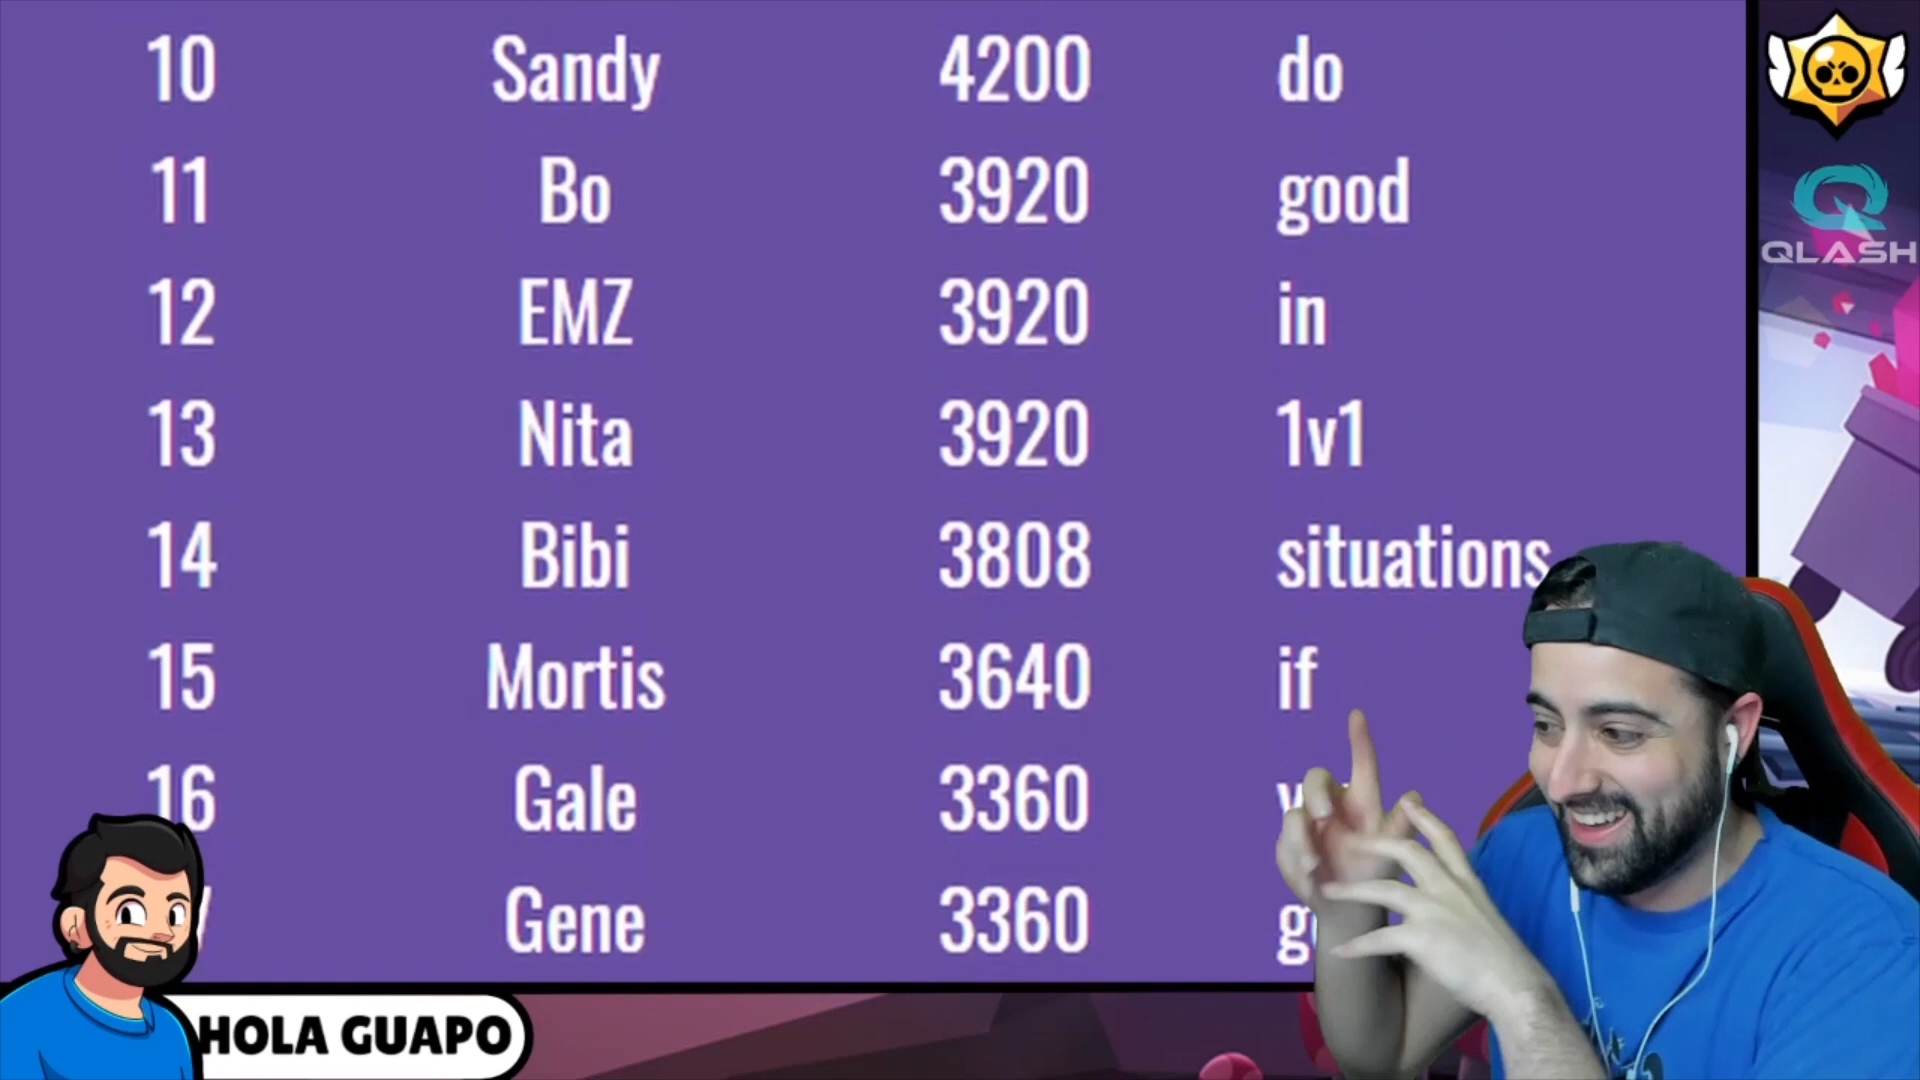 10 Sandy 4200 do
11 Bo 3920 good
12 EMZ 3920 in
13 Nita 3920 1v1
14 Bibi 3808 situations
15 Mortis 3640 if
16 Gale 3360
Gene 3360
HOLA GUAPO
QLASH